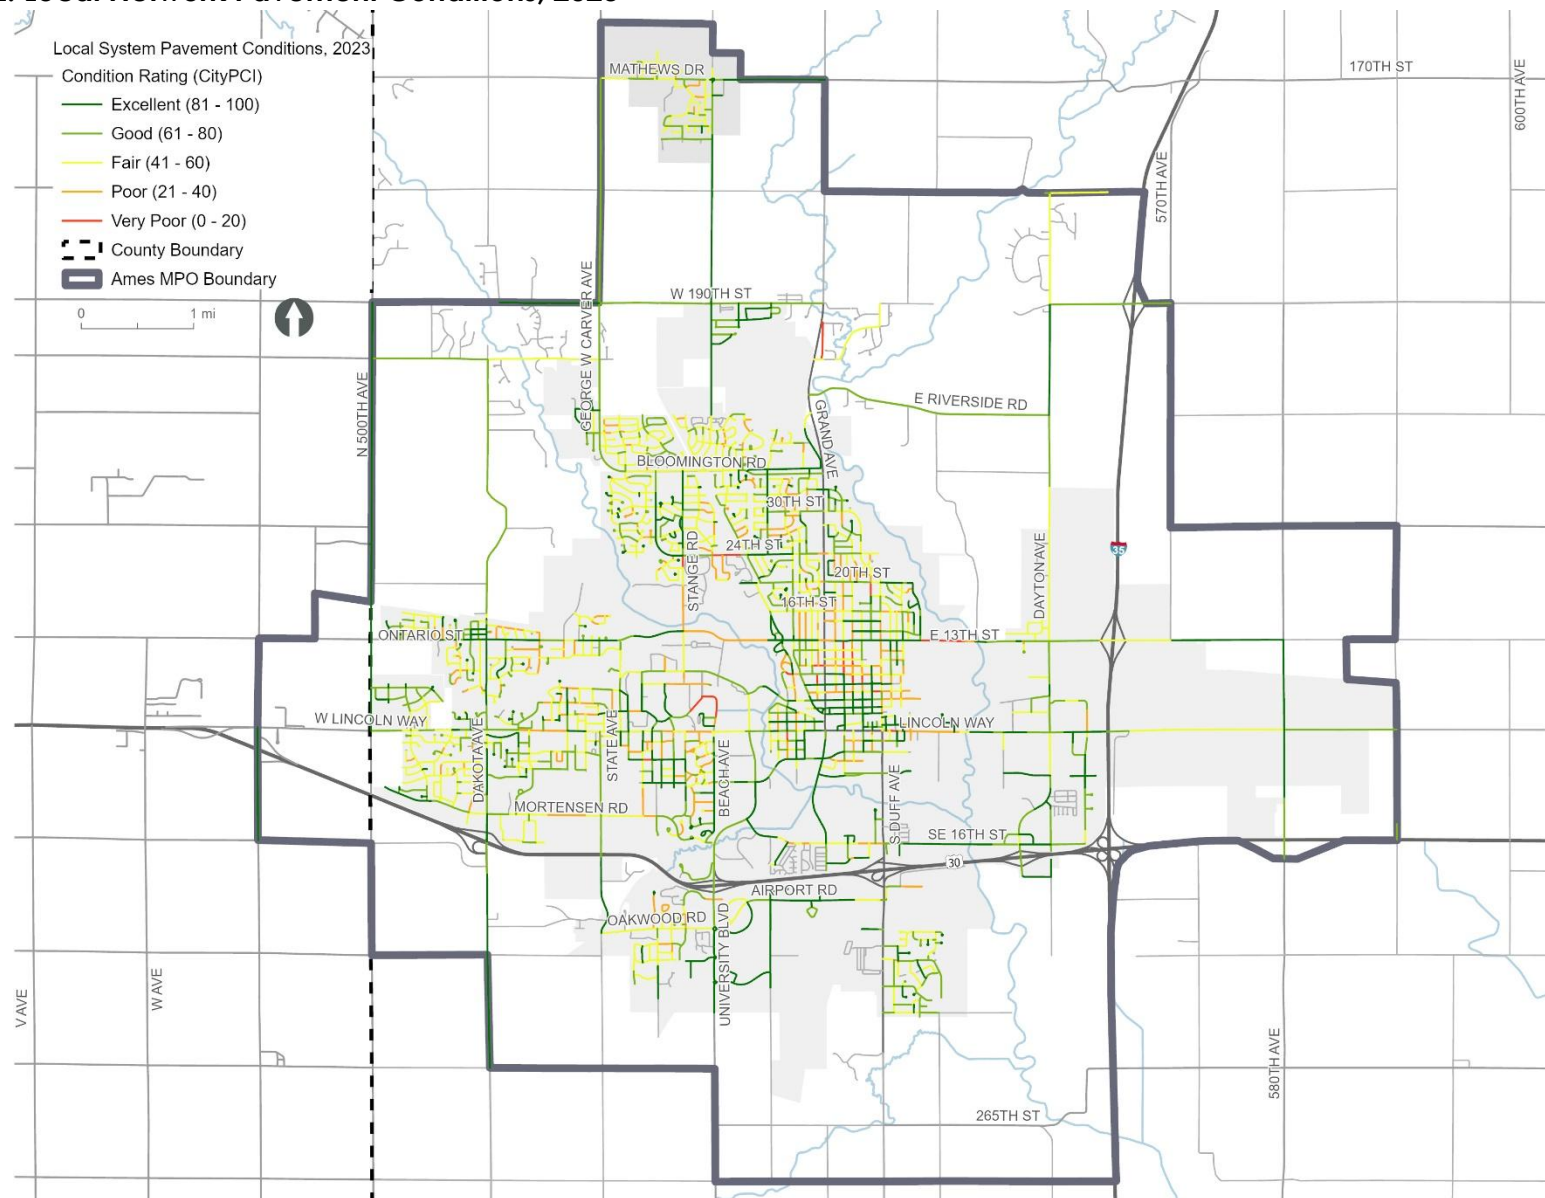 Local System Pavement Conditions, 2023
Condition Rating (CityPCI)
Excellent (81 - 100)
Good (61 - 80)
Fair (41 - 60)
Poor (21 - 40)
Very Poor (0 - 20)
County Boundary
Ames MPO Boundary
0 1 mi
MATHEWS DR
170TH ST
600TH AVE
570TH AVE
GEORGE W CARVER AVE
W 190TH ST
N 500TH AVE
E RIVERSIDE RD
GRAND AVE
BLOOMINGTON RD
30TH ST
STANGE RD
24TH ST
20TH ST
16TH ST
DAYTON AVE
35
ONTARIO ST
E 13TH ST
W LINCOLN WAY
LINCOLN WAY
DAKOTA AVE
STATE AVE
BEACH AVE
S DUFF AVE
MORTENSEN RD
SE 16TH ST
30
AIRPORT RD
OAKWOOD RD
UNIVERSITY BLVD
V AVE
W AVE
580TH AVE
265TH ST